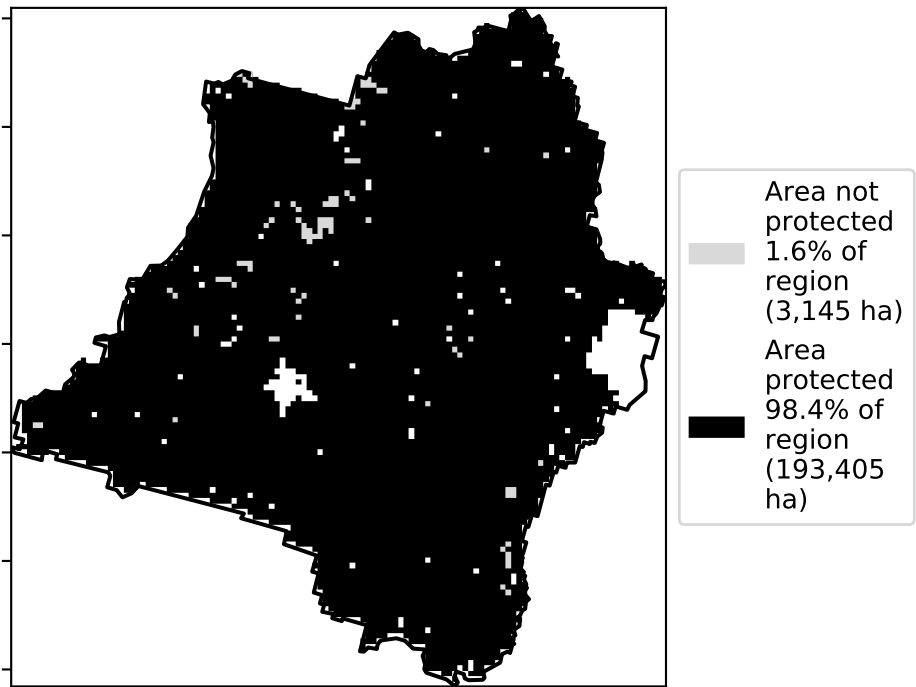 Area not
protected
1.6% of
region
(3,145 ha)
Area
protected
98.4% of
region
(193,405
ha)